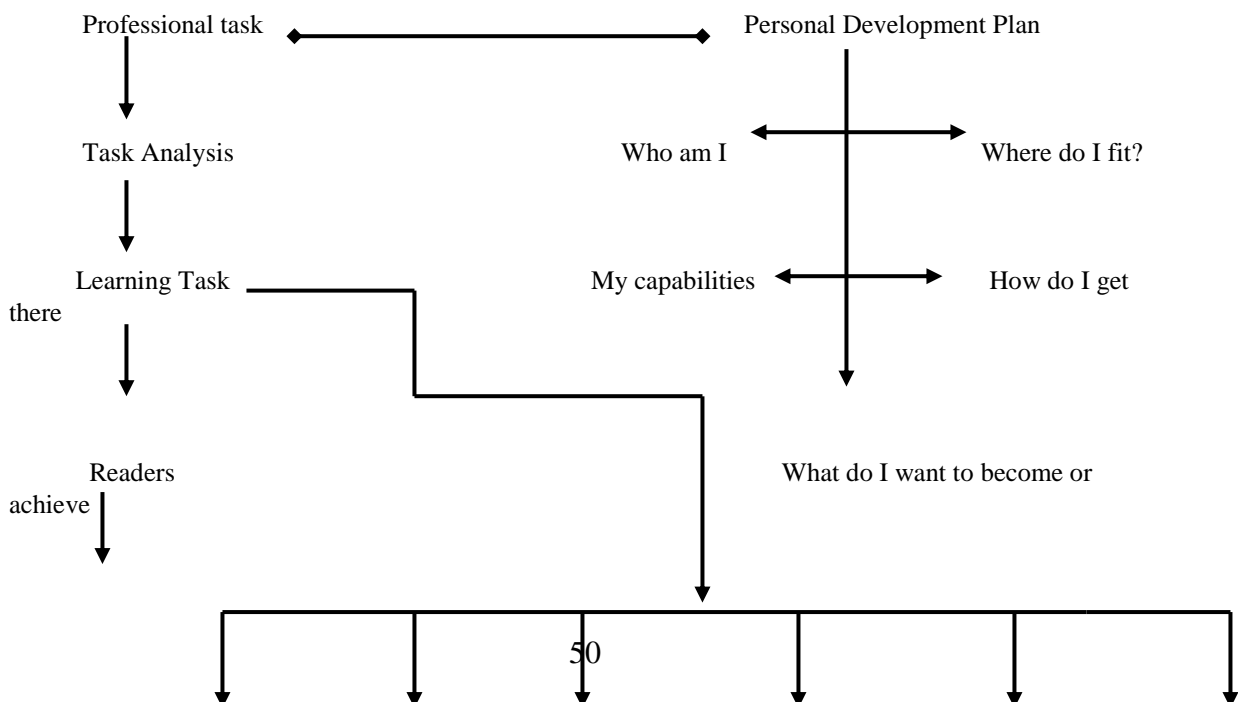 Professional task Personal Development Plan
Task Analysis Who am I Where do I fit?
Learning Task My capabilities How do I get
there
Readers What do I want to become or
achieve
50